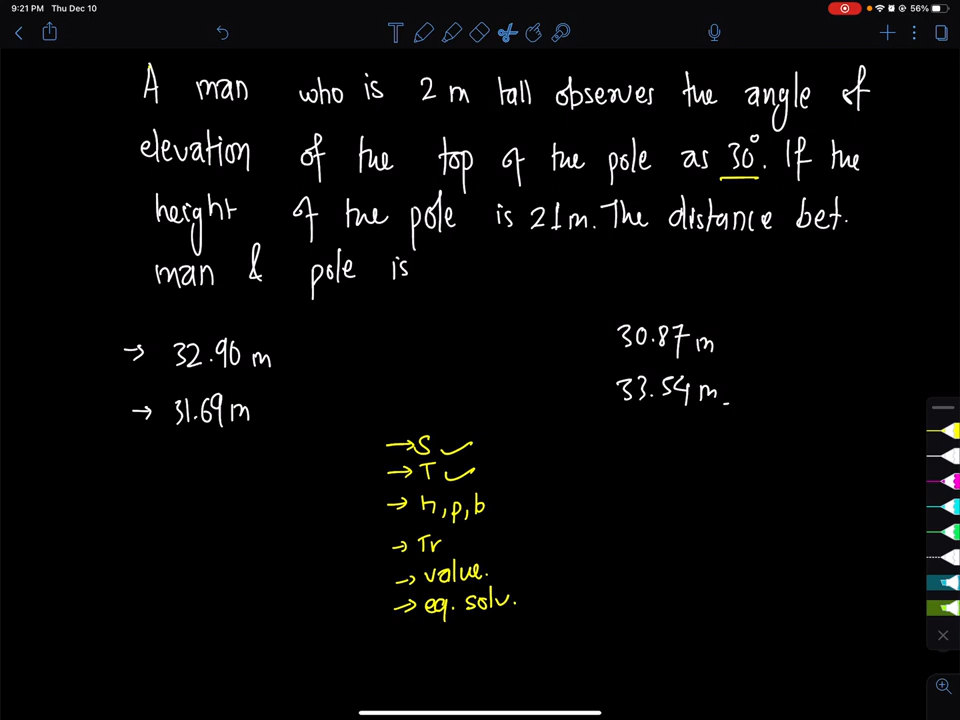 9:21 PM Thu Dec 10
56%
A man who is 2 m tall observes the angle of
elevation of the top of the pole as 30°. If the
height of the pole is 21m. The distance bet.
man & pole is
→ 32.90 m
30.87 m
→ 31.69 m
33.54 m.
→ S ✓
→ T ✓
→ h, p, b
→ Tr
→ value.
→ eq. solv.